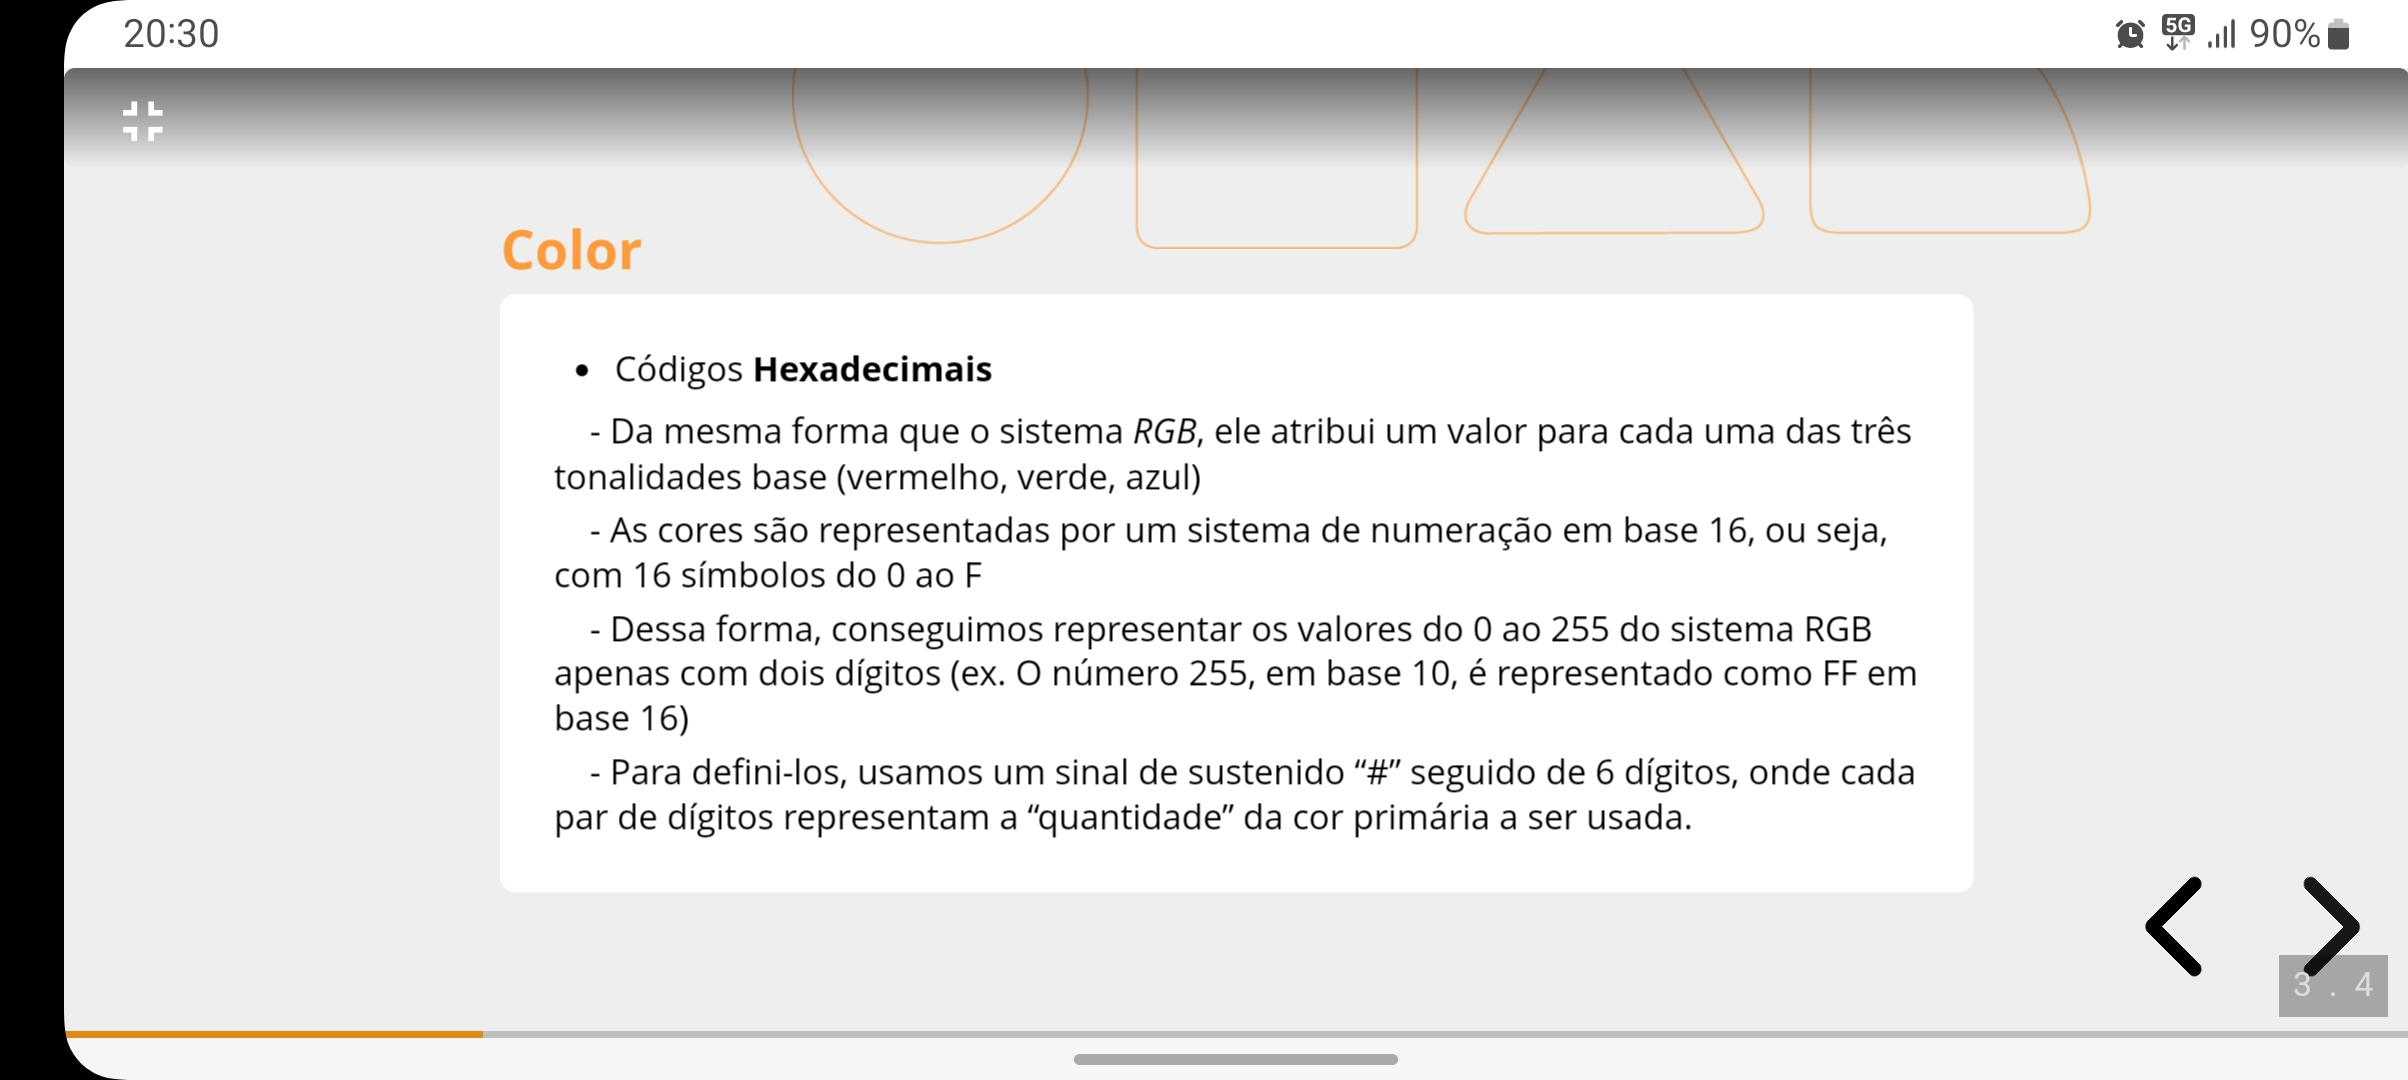 20:30
5G 90%
Color
• Códigos Hexadecimais
- Da mesma forma que o sistema RGB, ele atribui um valor para cada uma das três
tonalidades base (vermelho, verde, azul)
- As cores são representadas por um sistema de numeração em base 16, ou seja,
com 16 símbolos do 0 ao F
- Dessa forma, conseguimos representar os valores do 0 ao 255 do sistema RGB
apenas com dois dígitos (ex. O número 255, em base 10, é representado como FF em
base 16)
- Para defini-los, usamos um sinal de sustenido “#” seguido de 6 dígitos, onde cada
par de dígitos representam a “quantidade” da cor primária a ser usada.
3 . 4